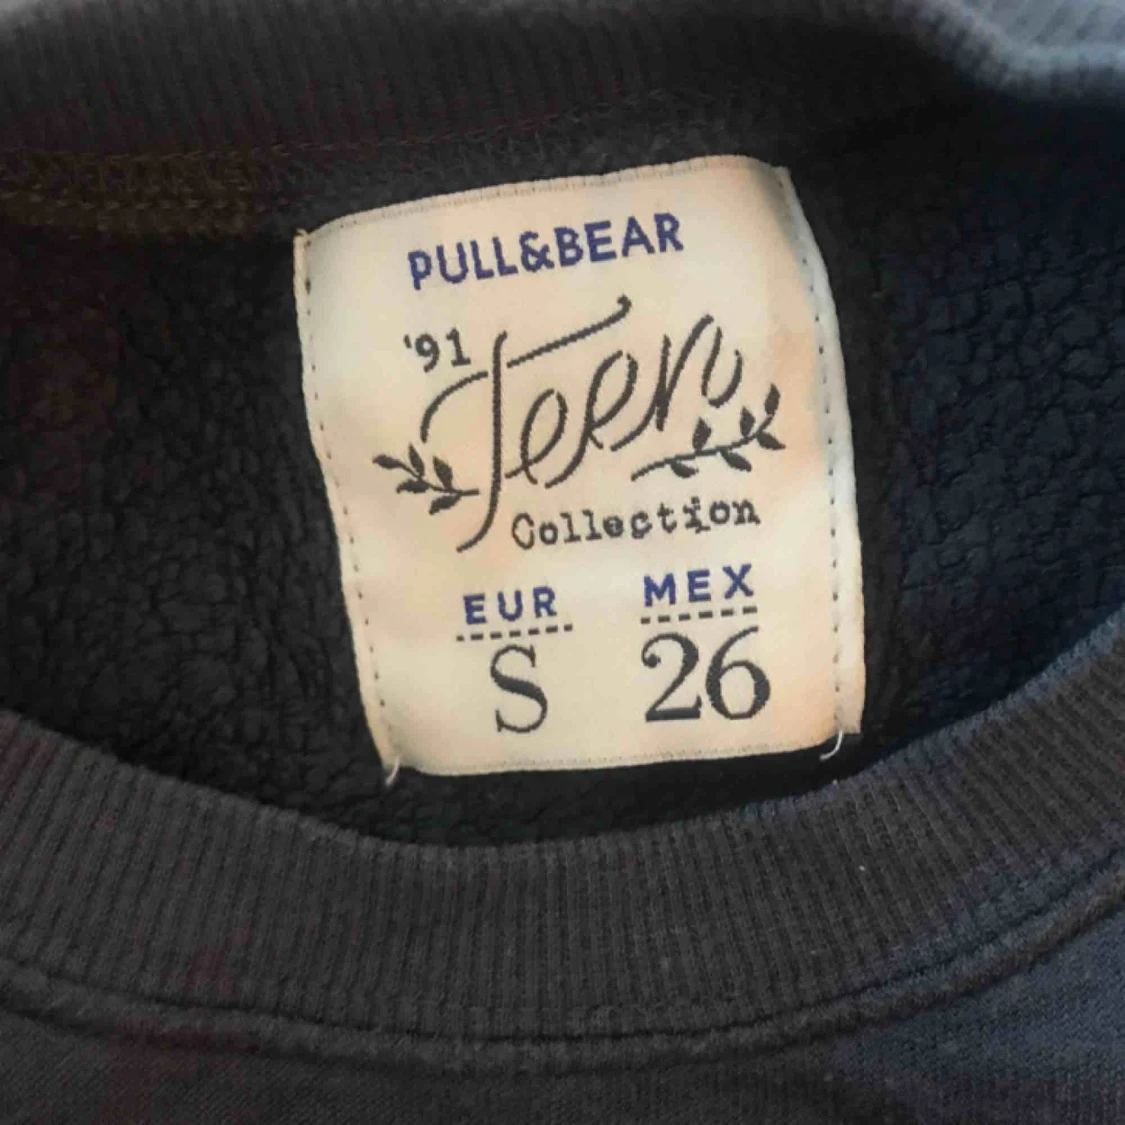 PULL&BEAR
'91 Teen
Collection
EUR MEX
S 26